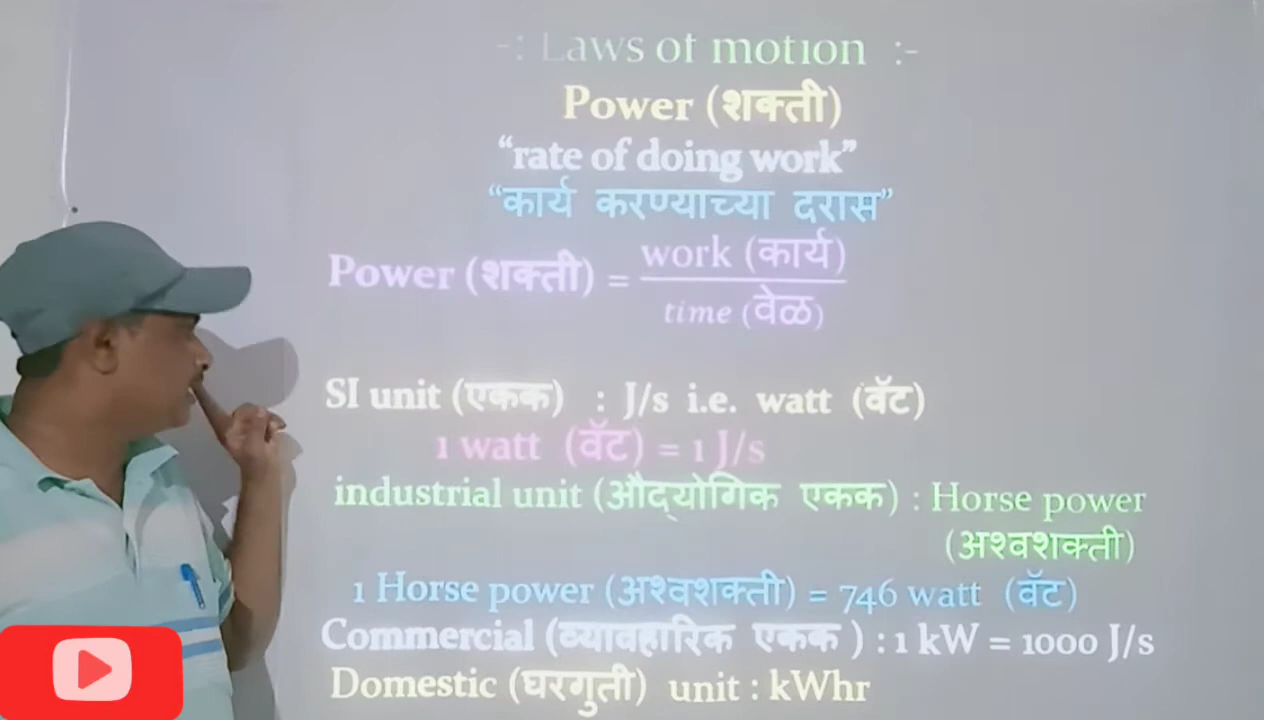 -: Laws of motion :-
Power (शक्ती)
“rate of doing work”
“कार्य करण्याच्या दरास”
Power (शक्ती) = work (कार्य) / time (वेळ)
SI unit (एकक) : J/s i.e. watt (वॅट)
1 watt (वॅट) = 1 J/s
industrial unit (औद्योगिक एकक) : Horse power
(अश्वशक्ती)
1 Horse power (अश्वशक्ती) = 746 watt (वॅट)
Commercial (व्यावहारिक एकक ) : 1 kW = 1000 J/s
Domestic (घरगुती) unit : kWhr